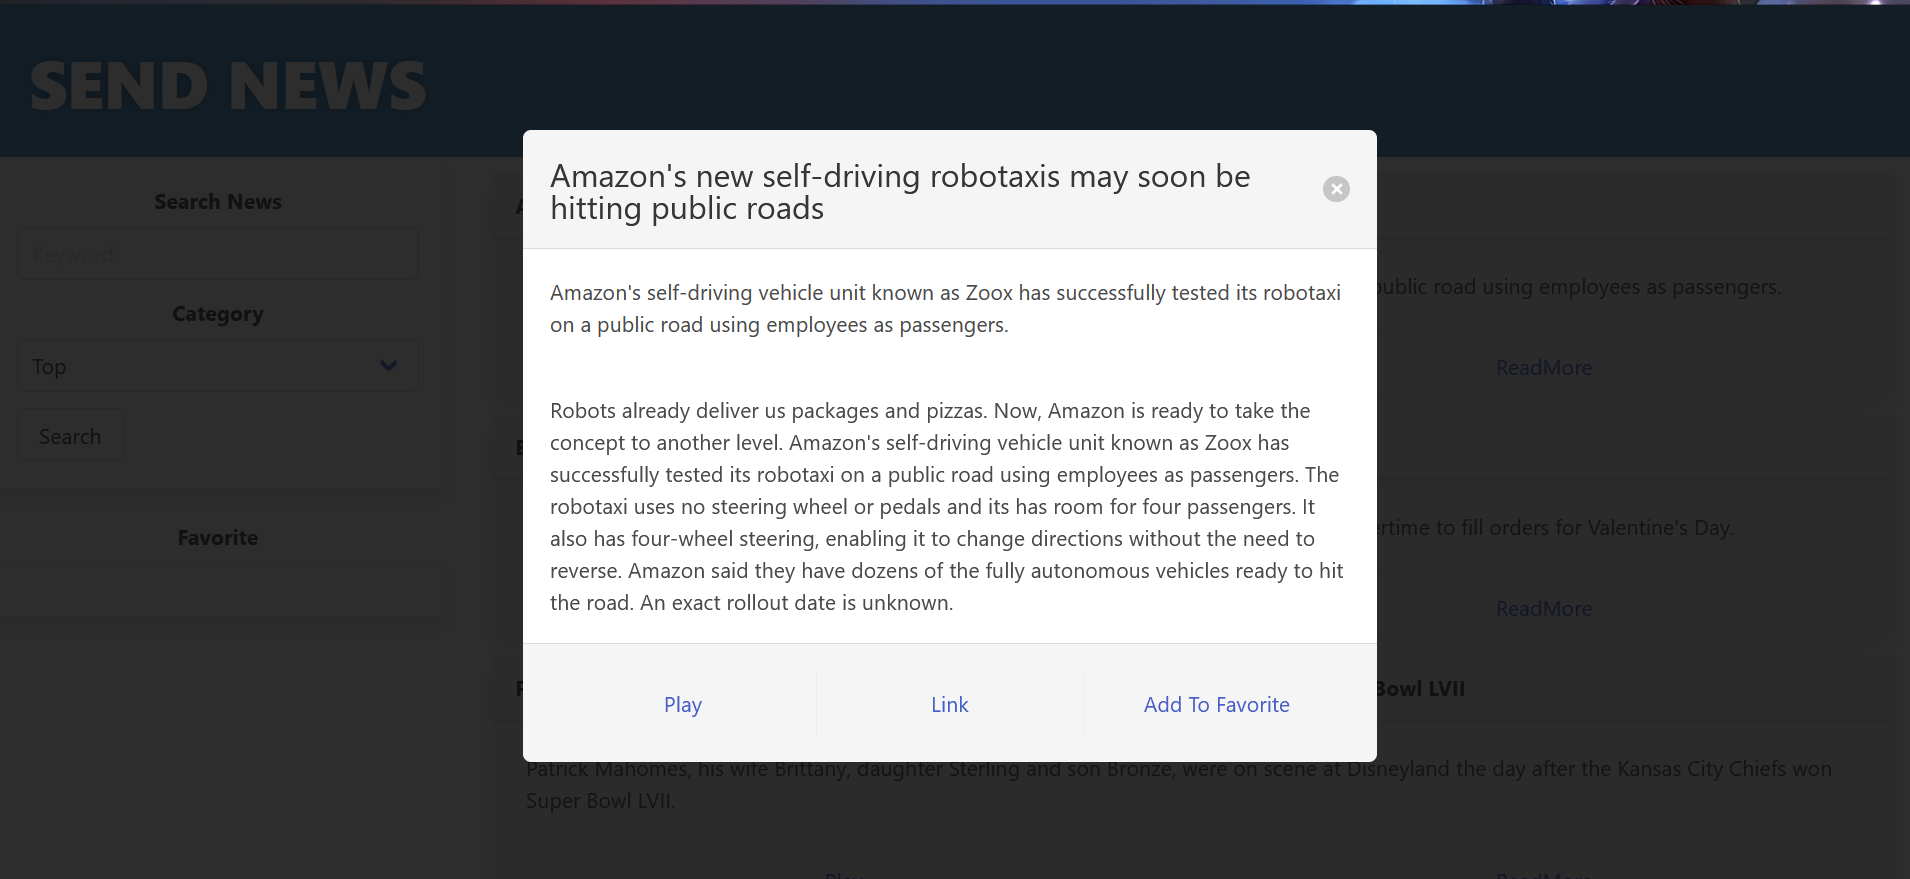 SEND NEWS
Amazon's new self-driving robotaxis may soon be
hitting public roads
Search News
Keyword
Category
Top
Search
Favorite
Amazon's self-driving vehicle unit known as Zoox has successfully tested its robotaxi
on a public road using employees as passengers.
Robots already deliver us packages and pizzas. Now, Amazon is ready to take the
concept to another level. Amazon's self-driving vehicle unit known as Zoox has
successfully tested its robotaxi on a public road using employees as passengers. The
robotaxi uses no steering wheel or pedals and its has room for four passengers. It
also has four-wheel steering, enabling it to change directions without the need to
reverse. Amazon said they have dozens of the fully autonomous vehicles ready to hit
the road. An exact rollout date is unknown.
Play
Link
Add To Favorite
public road using employees as passengers.
ReadMore
to fill orders for Valentine's Day.
ReadMore
Bowl LVII
Patrick Mahomes, his wife Brittany, daughter Sterling and son Bronze, were on scene at Disneyland the day after the Kansas City Chiefs won
Super Bowl LVII.